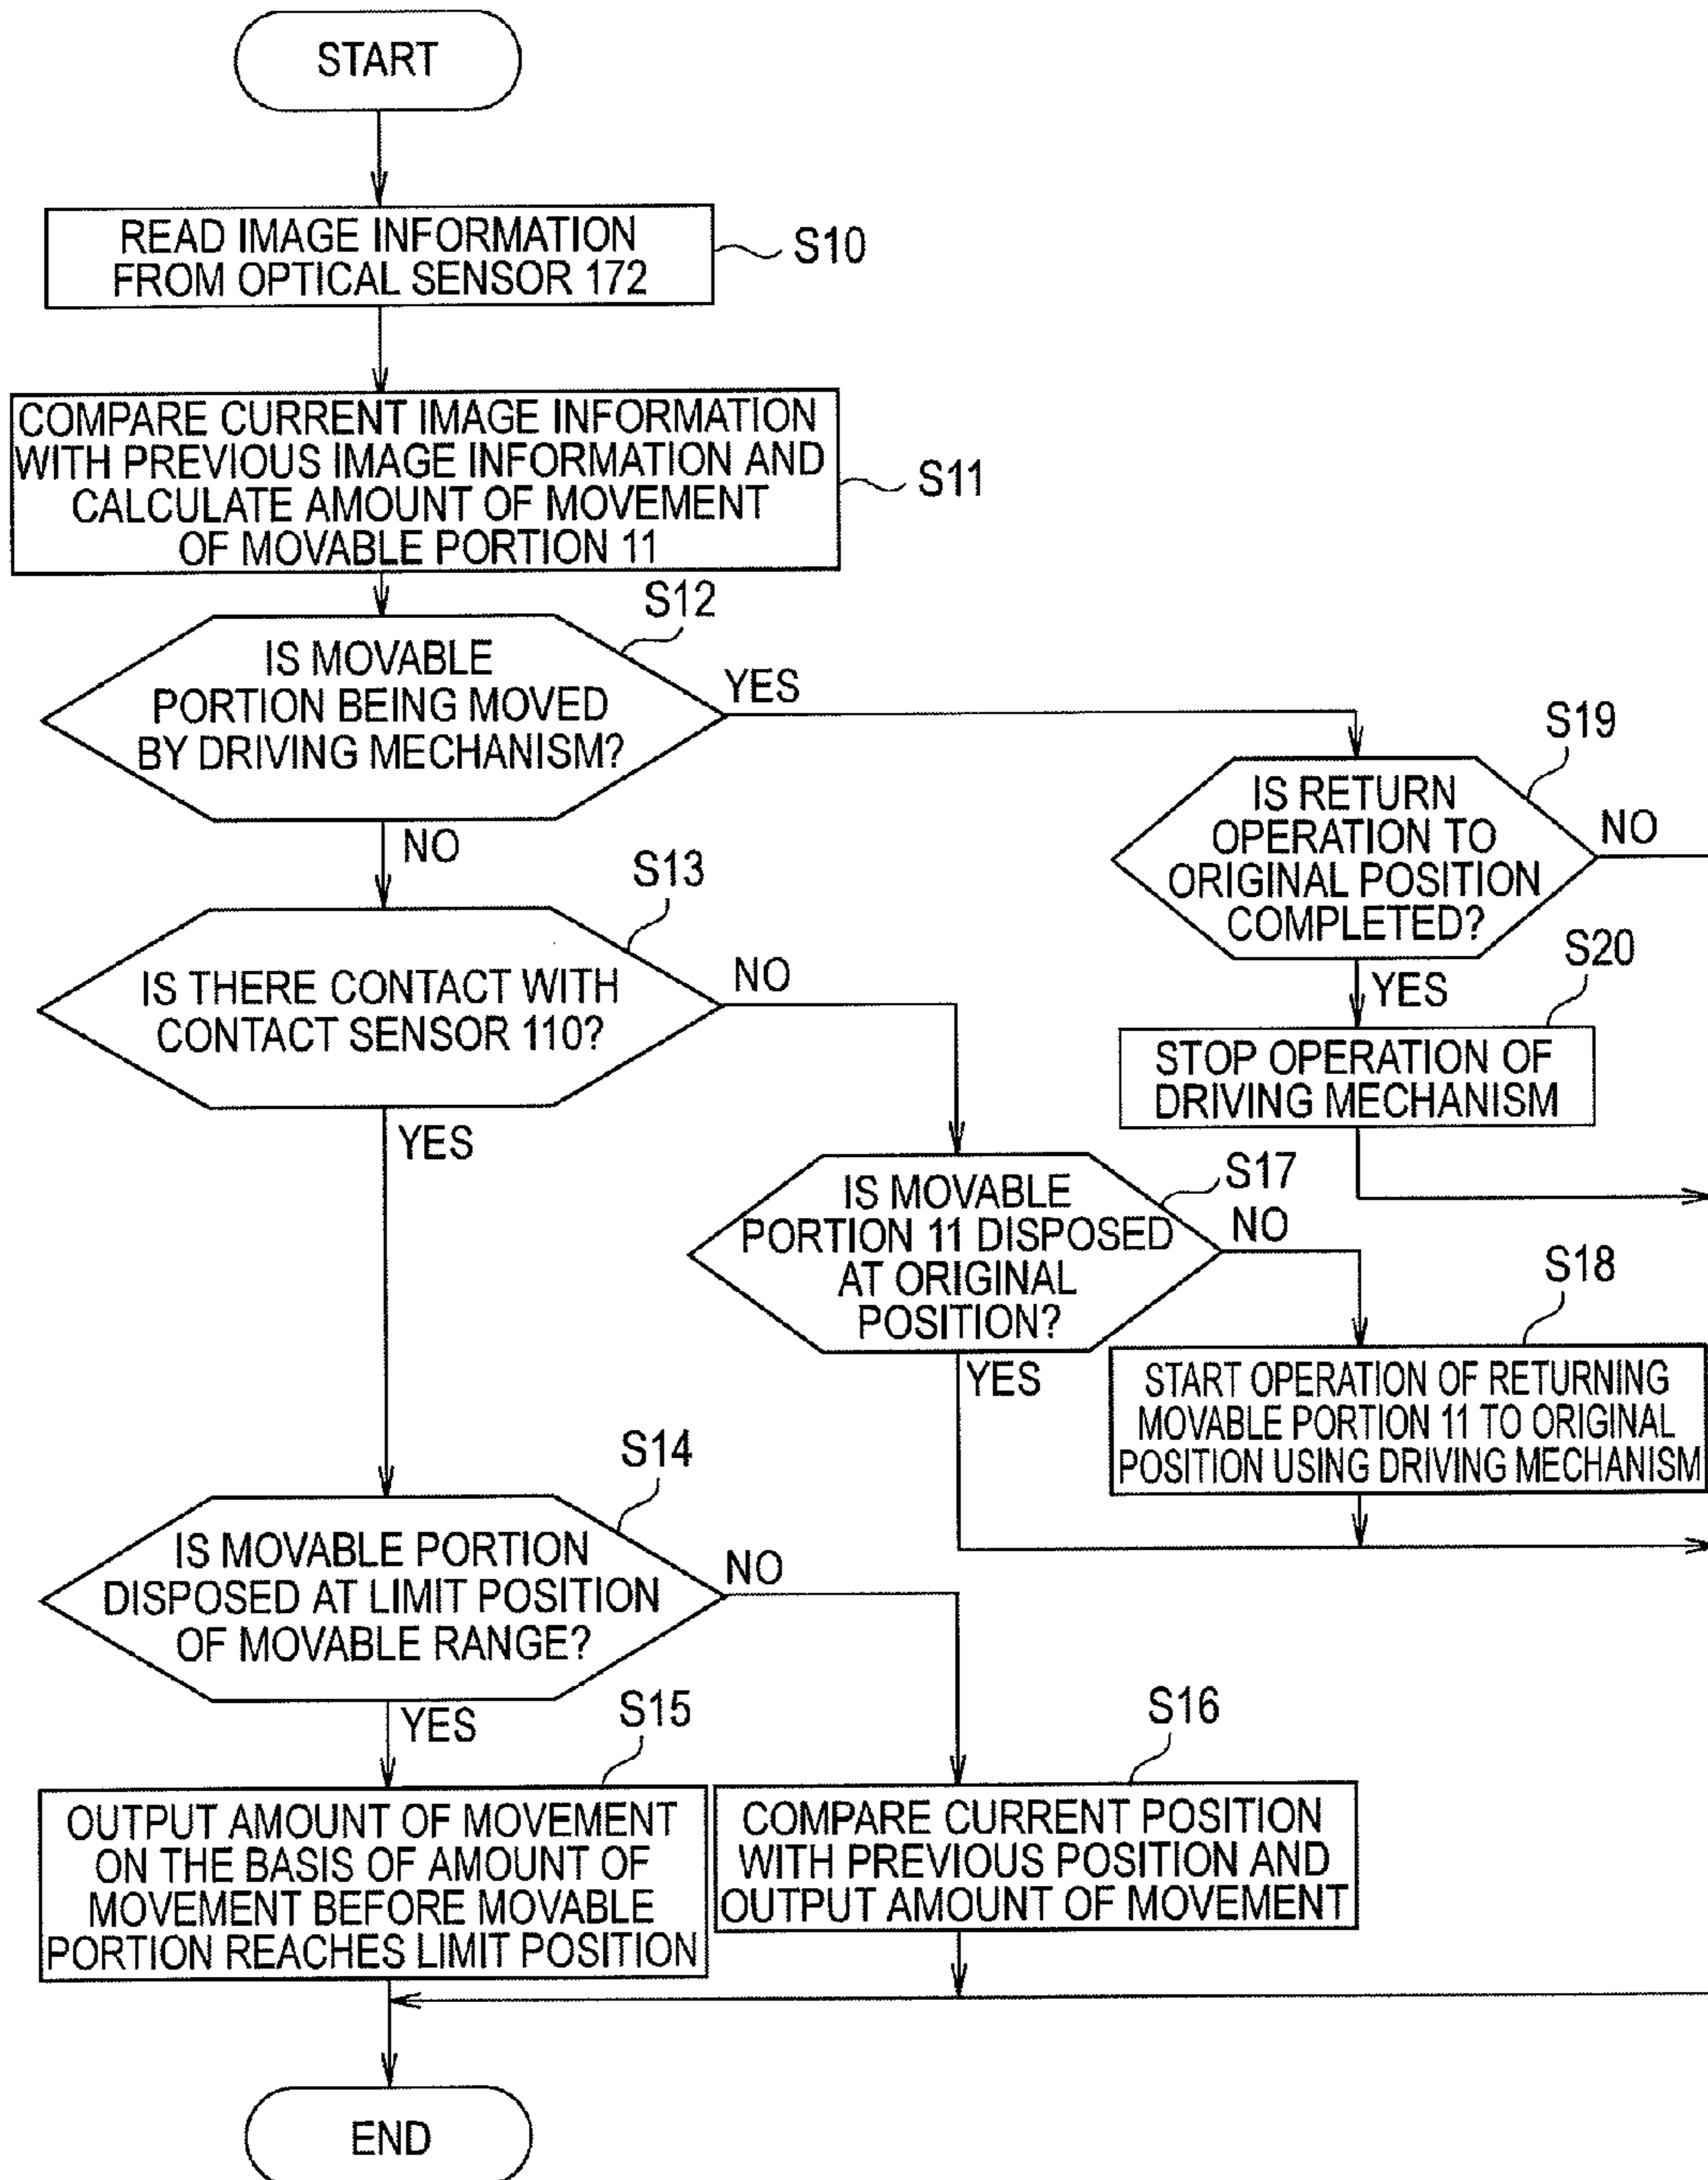 START
READ IMAGE INFORMATION
FROM OPTICAL SENSOR 172
S10
COMPARE CURRENT IMAGE INFORMATION
WITH PREVIOUS IMAGE INFORMATION AND
CALCULATE AMOUNT OF MOVEMENT
OF MOVABLE PORTION 11
S11
S12
IS MOVABLE
PORTION BEING MOVED
BY DRIVING MECHANISM?
YES
NO
S19
IS RETURN
OPERATION TO
ORIGINAL POSITION
COMPLETED?
NO
YES
S20
STOP OPERATION OF
DRIVING MECHANISM
S13
IS THERE CONTACT WITH
CONTACT SENSOR 110?
NO
YES
S17
IS MOVABLE
PORTION 11 DISPOSED
AT ORIGINAL
POSITION?
NO
YES
S18
START OPERATION OF RETURNING
MOVABLE PORTION 11 TO ORIGINAL
POSITION USING DRIVING MECHANISM
S14
IS MOVABLE PORTION
DISPOSED AT LIMIT POSITION
OF MOVABLE RANGE?
NO
YES
S15
OUTPUT AMOUNT OF MOVEMENT
ON THE BASIS OF AMOUNT OF
MOVEMENT BEFORE MOVABLE
PORTION REACHES LIMIT POSITION
S16
COMPARE CURRENT POSITION
WITH PREVIOUS POSITION AND
OUTPUT AMOUNT OF MOVEMENT
END